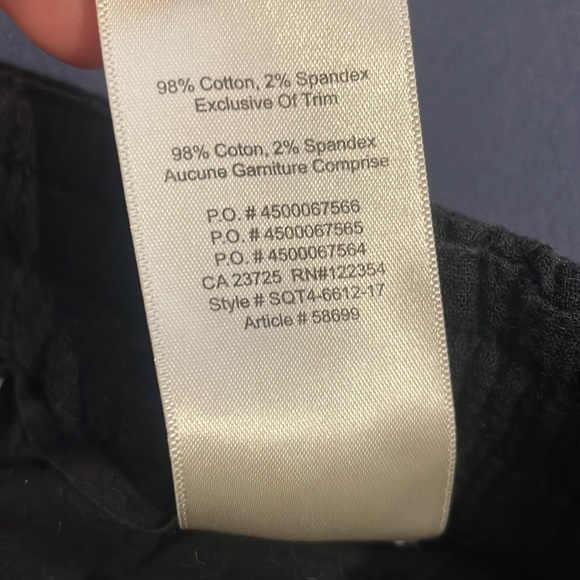 98% Cotton, 2% Spandex
Exclusive Of Trim
98% Coton, 2% Spandex
Aucune Garniture Comprise
P.O. # 4500067566
P.O. # 4500067565
P.O. # 4500067564
CA 23725 RN#122354
Style # SQT4-6612-17
Article # 58699